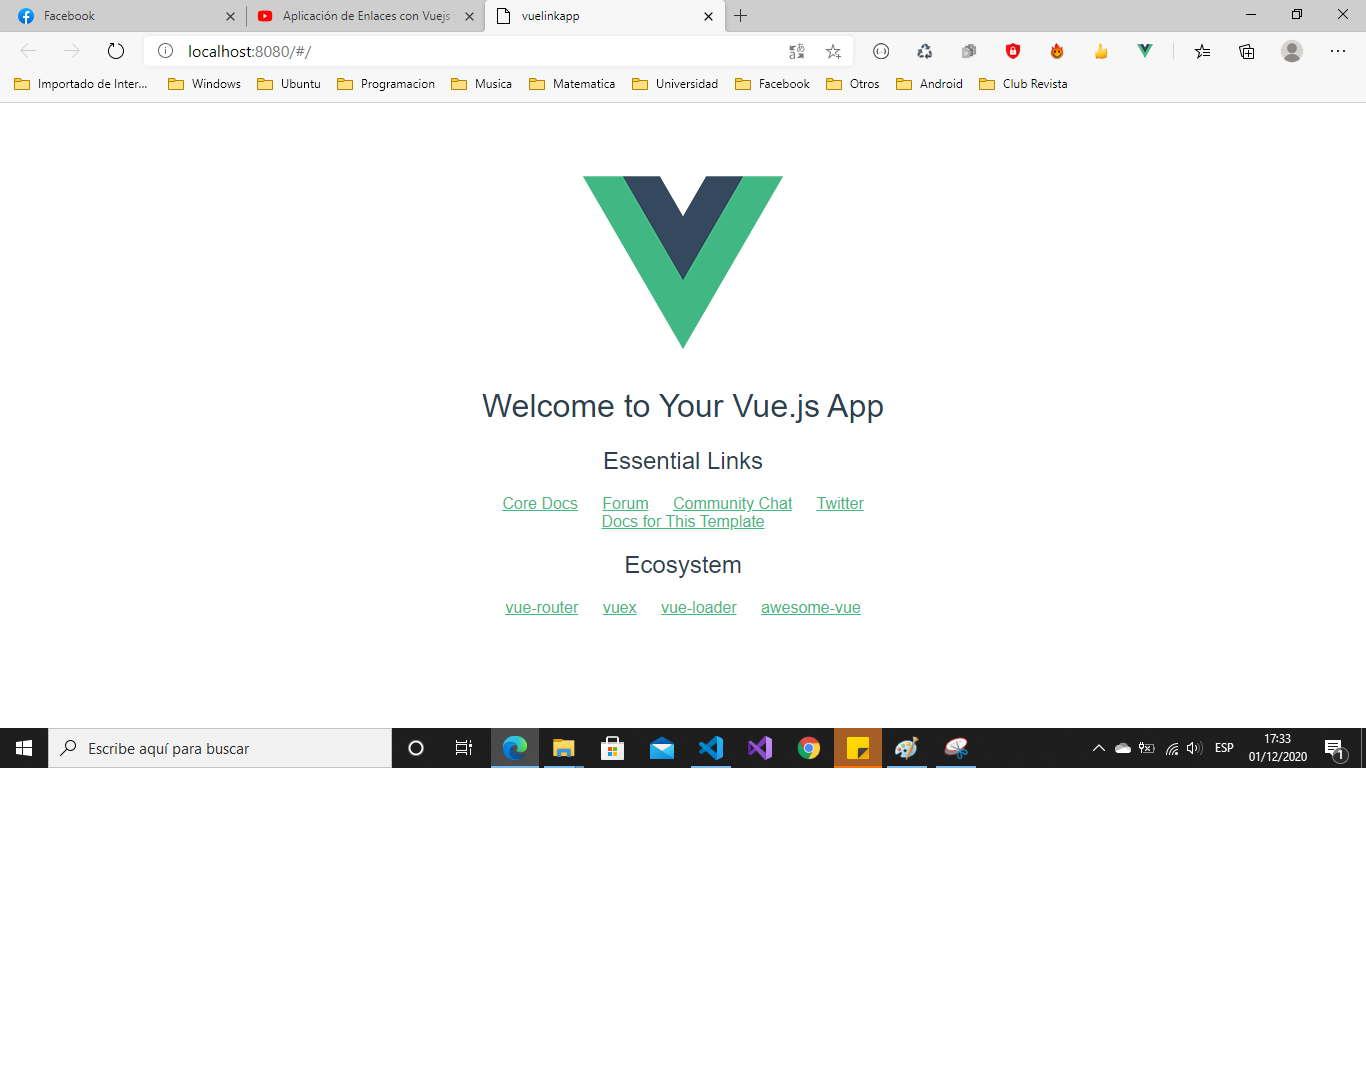 Facebook
Aplicación de Enlaces con Vuejs
vuelinkapp
localhost:8080/#/
Importado de Inter...
Windows
Ubuntu
Programacion
Musica
Matematica
Universidad
Facebook
Otros
Android
Club Revista
Welcome to Your Vue.js App
Essential Links
Core Docs Forum Community Chat Twitter
Docs for This Template
Ecosystem
vue-router vuex vue-loader awesome-vue
Escribe aquí para buscar
ESP
17:33
01/12/2020
1